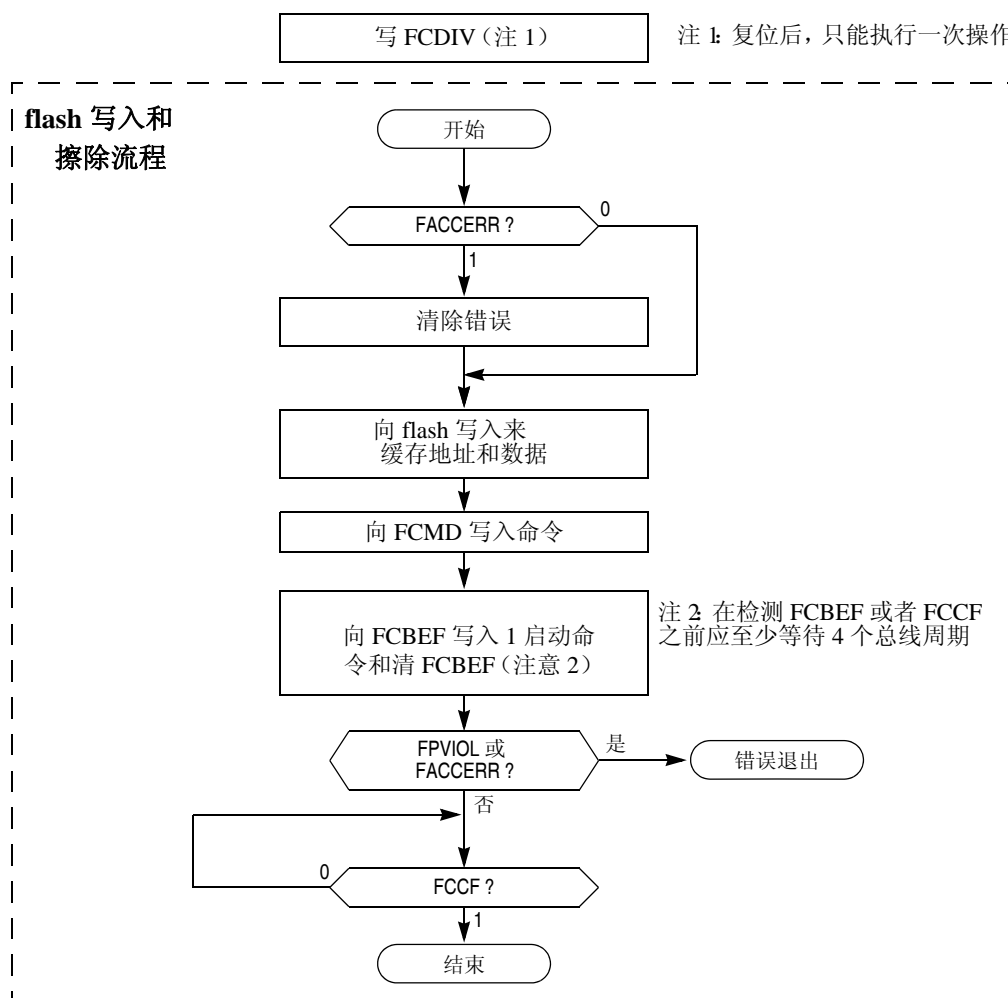 写 FCDIV（注 1）
注 1: 复位后，只能执行一次操作
flash 写入和
擦除流程
开始
FACCERR ?
0
1
清除错误
向 flash 写入来
缓存地址和数据
向 FCMD 写入命令
向 FCBEF 写入 1 启动命
令和清 FCBEF（注意 2）
注 2: 在检测 FCBEF 或者 FCCF
之前应至少等待 4 个总线周期
FPVIOL 或
FACCERR ?
是
错误退出
否
0
FCCF ?
1
结束